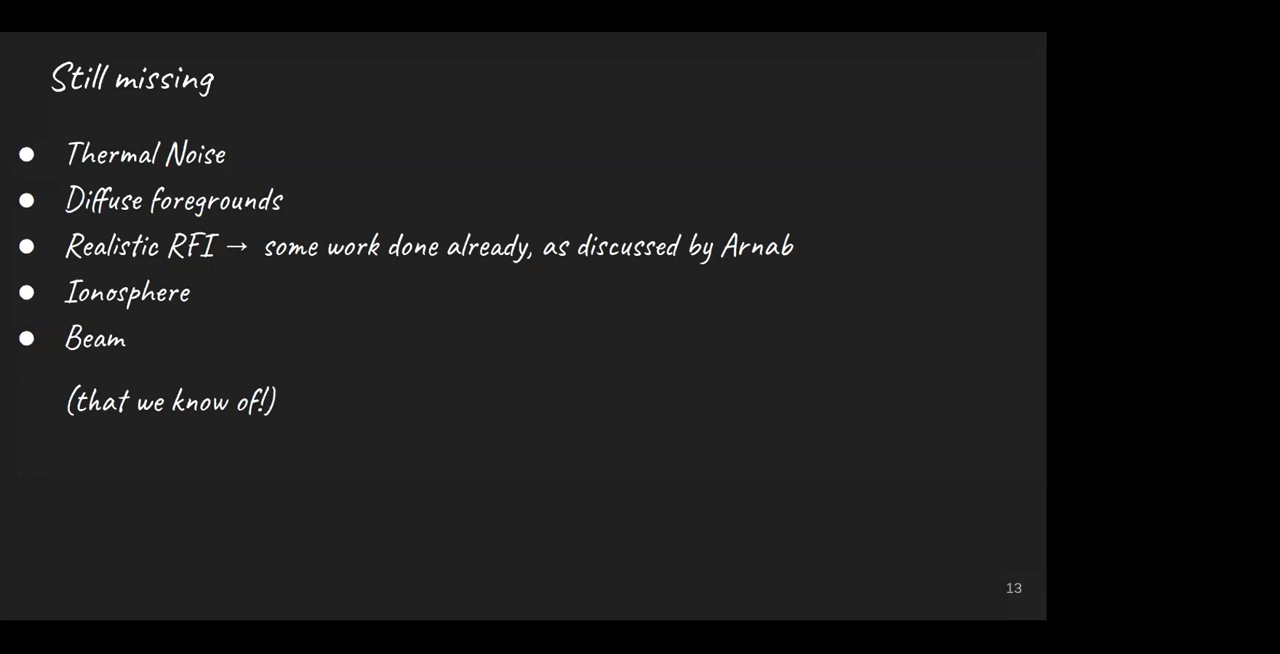 Still missing
● Thermal Noise
● Diffuse foregrounds
● Realistic RFI → some work done already, as discussed by Arnab
● Ionosphere
● Beam
(that we know of!)
13